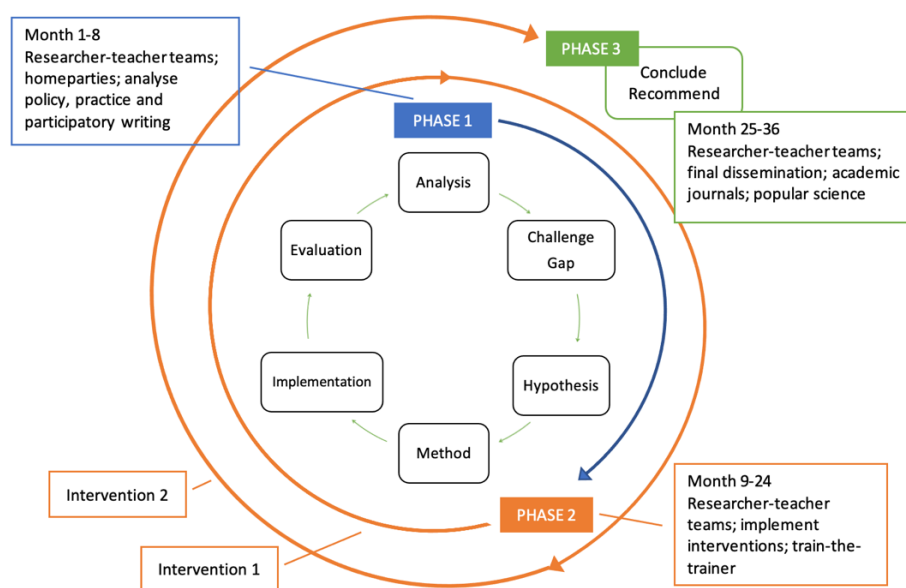 Month 1-8
Researcher-teacher teams;
homeparties; analyse
policy, practice and
participatory writing
PHASE 3
Conclude
Recommend
PHASE 1
Month 25-36
Researcher-teacher teams;
final dissemination; academic
journals; popular science
Analysis
Evaluation
Challenge
Gap
Implementation
Hypothesis
Method
Intervention 2
Intervention 1
PHASE 2
Month 9-24
Researcher-teacher
teams; implement
interventions; train-the-
trainer